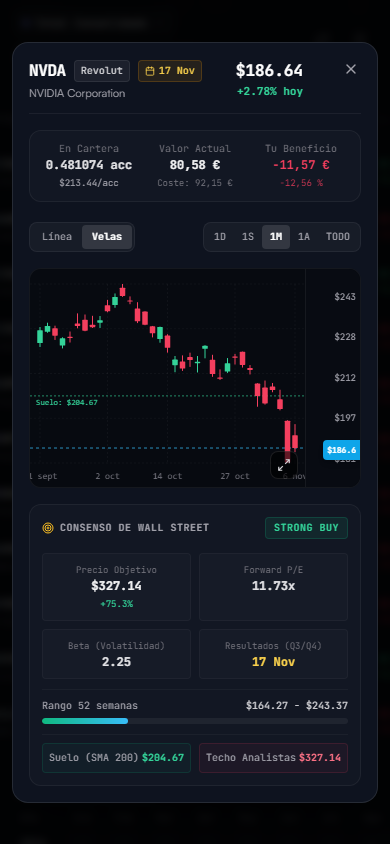 NVDA Revolut 17 Nov $186.64
NVIDIA Corporation +2.78% hoy
En Cartera Valor Actual Tu Beneficio
0.481074 acc 80,58 € -11,57 €
$213.44/acc Coste: 92,15 € -12,56 %
Línea Velas 1D 1S 1M 1A TODO
$243
$228
$212
Suelo: $204.67
$197
$186.6
sept 2 oct 14 oct 27 oct
CONSENSO DE WALL STREET STRONG BUY
Precio Objetivo Forward P/E
$327.14 11.73x
+75.3%
Beta (Volatilidad) Resultados (Q3/Q4)
2.25 17 Nov
Rango 52 semanas $164.27 - $243.37
Suelo (SMA 200) $204.67 Techo Analistas $327.14